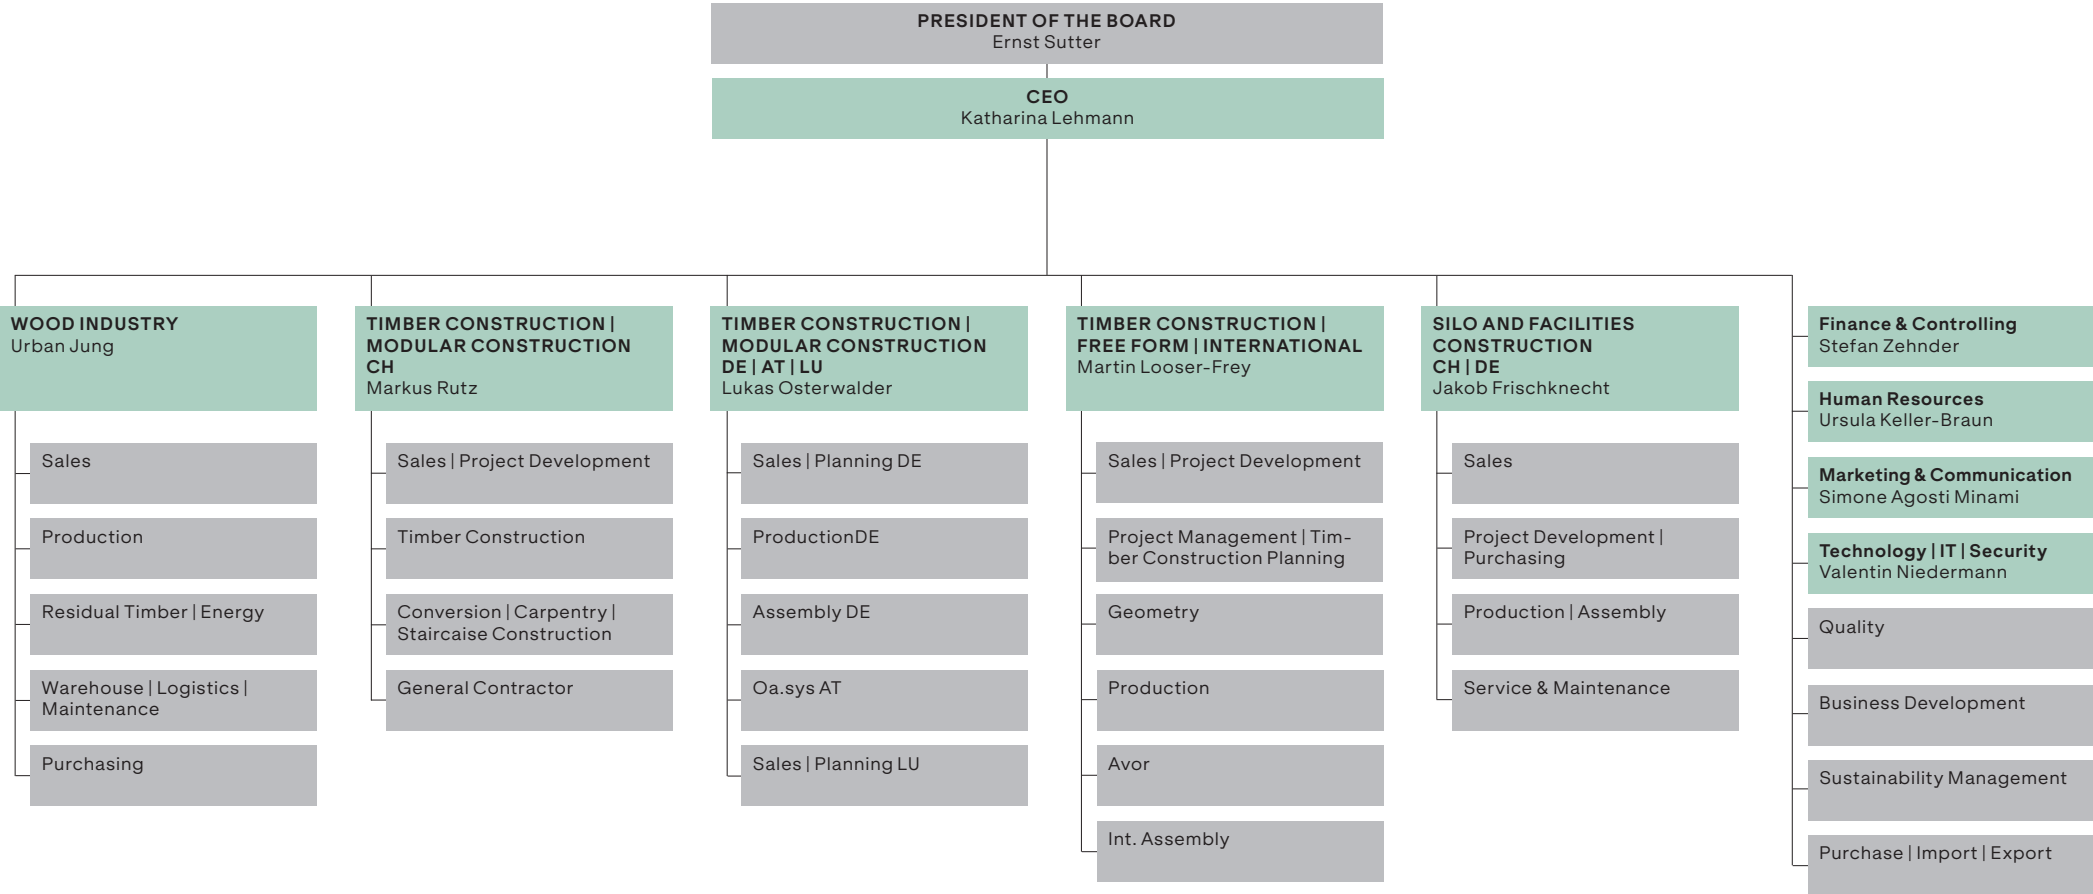 PRESIDENT OF THE BOARD
Ernst Sutter
CEO
Katharina Lehmann
WOOD INDUSTRY
Urban Jung
Sales
Production
Residual Timber | Energy
Warehouse | Logistics |
Maintenance
Purchasing
TIMBER CONSTRUCTION |
MODULAR CONSTRUCTION
CH
Markus Rutz
Sales | Project Development
Timber Construction
Conversion | Carpentry |
Staircaise Construction
General Contractor
TIMBER CONSTRUCTION |
MODULAR CONSTRUCTION
DE | AT | LU
Lukas Osterwalder
Sales | Planning DE
ProductionDE
Assembly DE
Oa.sys AT
Sales | Planning LU
TIMBER CONSTRUCTION |
FREE FORM | INTERNATIONAL
Martin Looser-Frey
Sales | Project Development
Project Management | Tim-
ber Construction Planning
Geometry
Production
Avor
Int. Assembly
SILO AND FACILITIES
CONSTRUCTION
CH | DE
Jakob Frischknecht
Sales
Project Development |
Purchasing
Production | Assembly
Service & Maintenance
Finance & Controlling
Stefan Zehnder
Human Resources
Ursula Keller-Braun
Marketing & Communication
Simone Agosti Minami
Technology | IT | Security
Valentin Niedermann
Quality
Business Development
Sustainability Management
Purchase | Import | Export